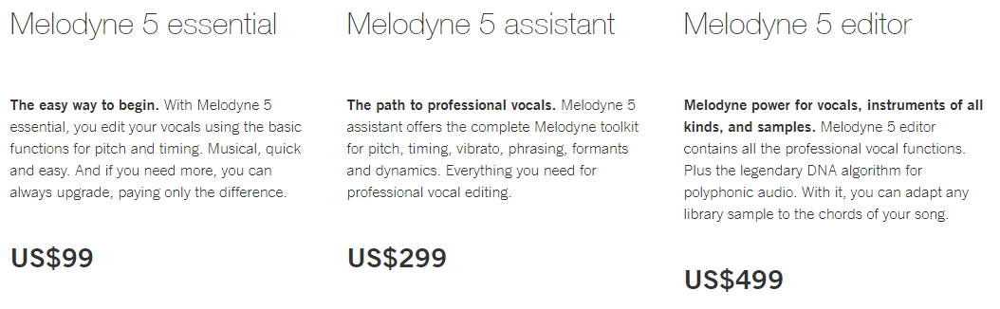 Melodyne 5 essential
The easy way to begin. With Melodyne 5
essential, you edit your vocals using the basic
functions for pitch and timing. Musical, quick
and easy. And if you need more, you can
always upgrade, paying only the difference.
US$99
Melodyne 5 assistant
The path to professional vocals. Melodyne 5
assistant offers the complete Melodyne toolkit
for pitch, timing, vibrato, phrasing, formants
and dynamics. Everything you need for
professional vocal editing.
US$299
Melodyne 5 editor
Melodyne power for vocals, instruments of all
kinds, and samples. Melodyne 5 editor
contains all the professional vocal functions.
Plus the legendary DNA algorithm for
polyphonic audio. With it, you can adapt any
library sample to the chords of your song.
US$499